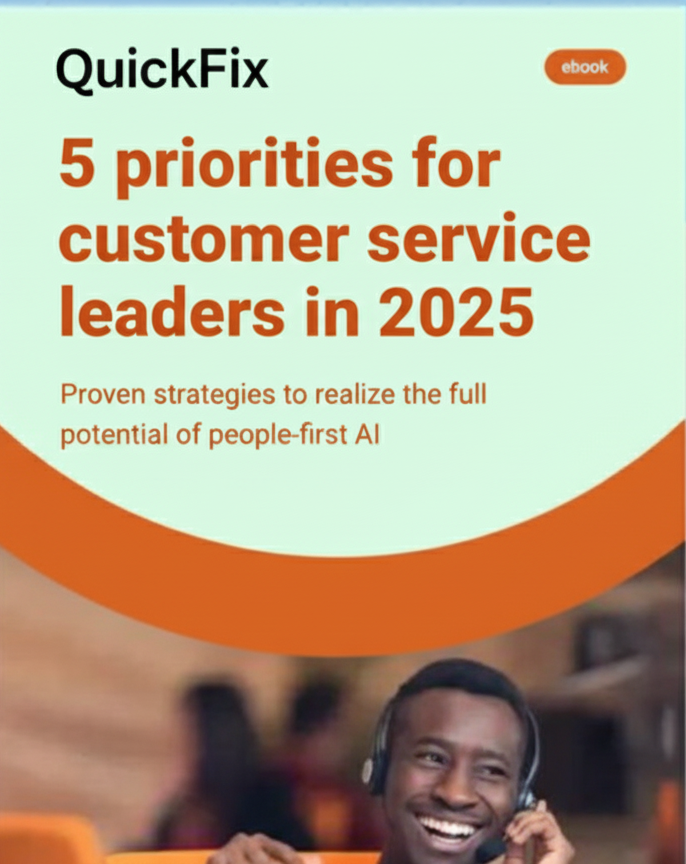 QuickFix
ebook
5 priorities for
customer service
leaders in 2025
Proven strategies to realize the full
potential of people-first AI